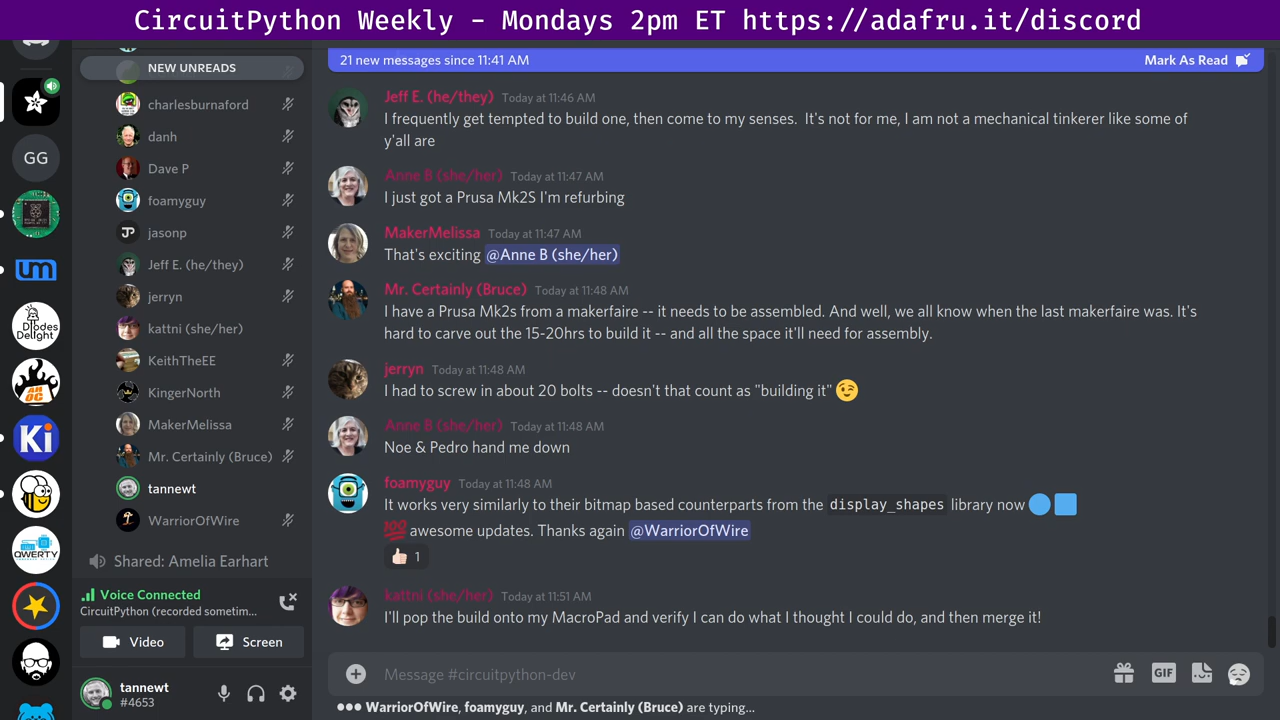 CircuitPython Weekly - Mondays 2pm ET https://adafru.it/discord
NEW UNREADS
charlesburnaford
danh
Dave P
foamyguy
jasonp
Jeff E. (he/they)
jerryn
kattni (she/her)
KeithTheEE
KingerNorth
MakerMelissa
Mr. Certainly (Bruce)
tannewt
WarriorOfWire
Shared: Amelia Earhart
Voice Connected
CircuitPython (recorded sometim...
Video
Screen
tannewt
#4653
GG
um
Diodes Delight
AHOC
Ki
QWERTY
JP
21 new messages since 11:41 AM
Mark As Read
Jeff E. (he/they) Today at 11:46 AM
I frequently get tempted to build one, then come to my senses. It's not for me, I am not a mechanical tinkerer like some of
y'all are
Anne B (she/her) Today at 11:47 AM
I just got a Prusa Mk2S I'm refurbing
MakerMelissa Today at 11:47 AM
That's exciting @Anne B (she/her)
Mr. Certainly (Bruce) Today at 11:48 AM
I have a Prusa Mk2s from a makerfaire -- it needs to be assembled. And well, we all know when the last makerfaire was. It's
hard to carve out the 15-20hrs to build it -- and all the space it'll need for assembly.
jerryn Today at 11:48 AM
I had to screw in about 20 bolts -- doesn't that count as "building it" 😉
Anne B (she/her) Today at 11:48 AM
Noe & Pedro hand me down
foamyguy Today at 11:48 AM
It works very similarly to their bitmap based counterparts from the display_shapes library now
💯 awesome updates. Thanks again @WarriorOfWire
👍 1
kattni (she/her) Today at 11:51 AM
I'll pop the build onto my MacroPad and verify I can do what I thought I could do, and then merge it!
Message #circuitpython-dev
GIF
WarriorOfWire, foamyguy, and Mr. Certainly (Bruce) are typing...